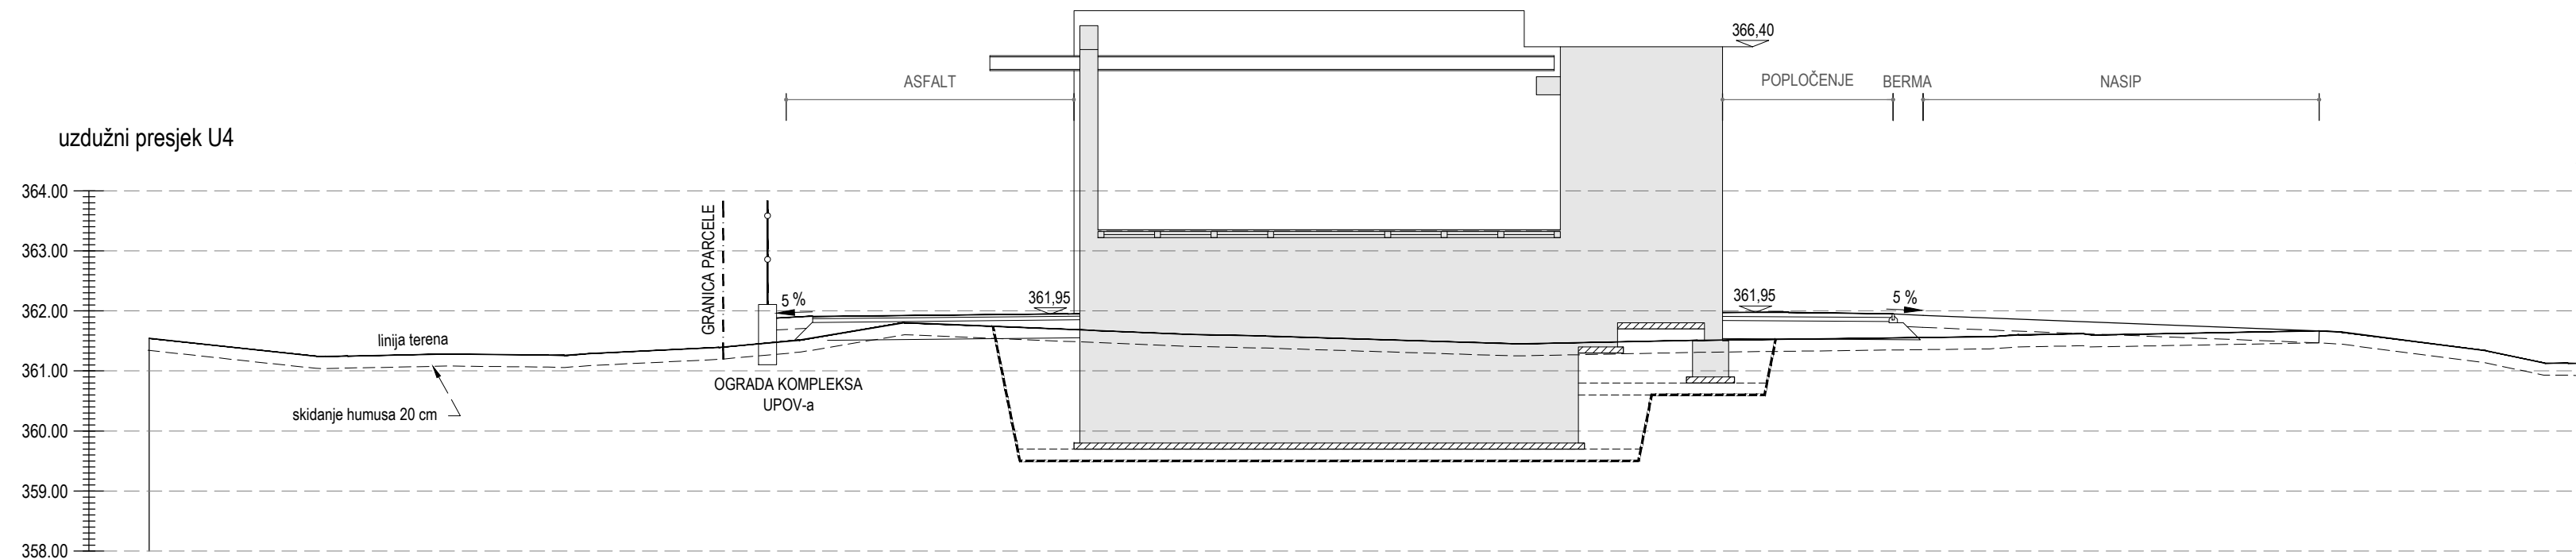 366,40
ASFALT
POPLOČENJE
BERMA
NASIP
uzdužni presjek U4
364.00
363.00
362.00
361.00
360.00
359.00
358.00
GRANICA PARCELE
5 %
361,95
361,95
5 %
linija terena
skidanje humusa 20 cm
OGRADA KOMPLEKSA
UPOV-a